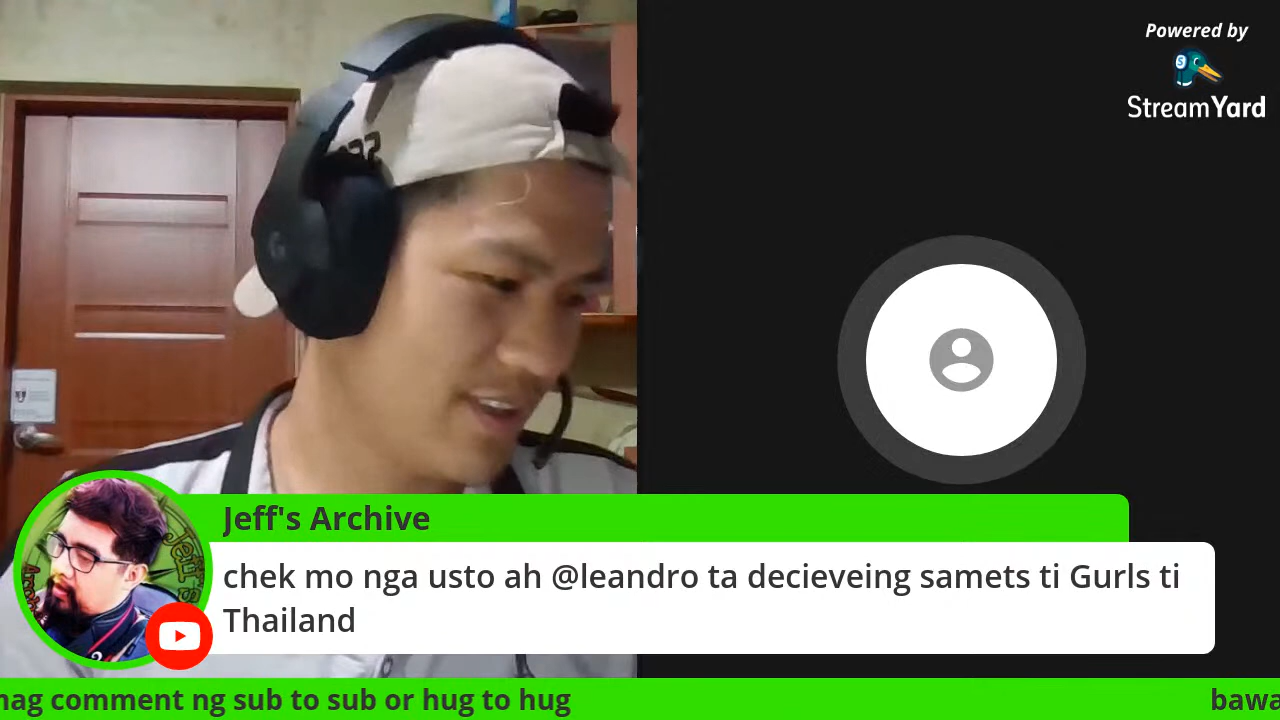 Powered by
StreamYard
Jeff's Archive
chek mo nga usto ah @leandro ta decieveing samets ti Gurls ti
Thailand
mag comment ng sub to sub or hug to hug
bawa